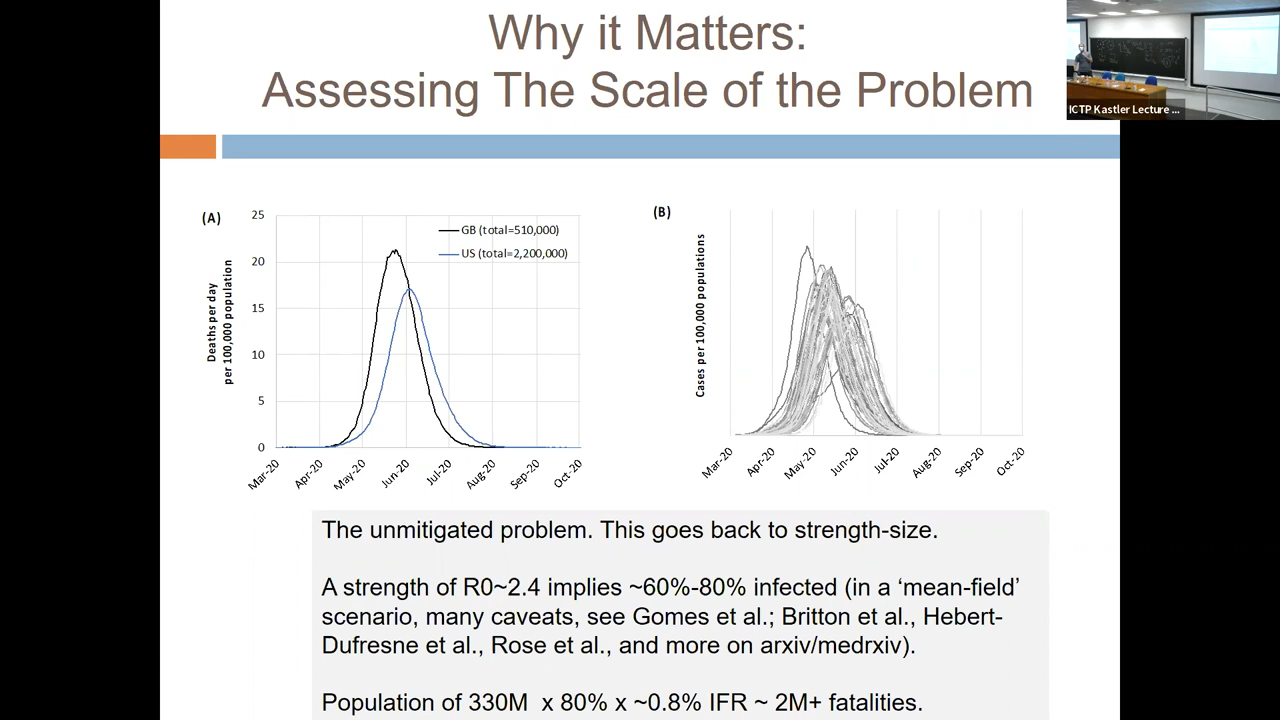 Why it Matters:
Assessing The Scale of the Problem
ICTP Kastler Lecture ...
(A)
Deaths per day
per 100,000 population
25
20
15
10
5
0
GB (total=510,000)
US (total=2,200,000)
Mar-20
Apr-20
May-20
Jun-20
Jul-20
Aug-20
Sep-20
Oct-20
(B)
Cases per 100,000 populations
Mar-20
Apr-20
May-20
Jun-20
Jul-20
Aug-20
Sep-20
Oct-20
The unmitigated problem. This goes back to strength-size.
A strength of R0~2.4 implies ~60%-80% infected (in a ‘mean-field’
scenario, many caveats, see Gomes et al.; Britton et al., Hebert-
Dufresne et al., Rose et al., and more on arxiv/medrxiv).
Population of 330M x 80% x ~0.8% IFR ~ 2M+ fatalities.